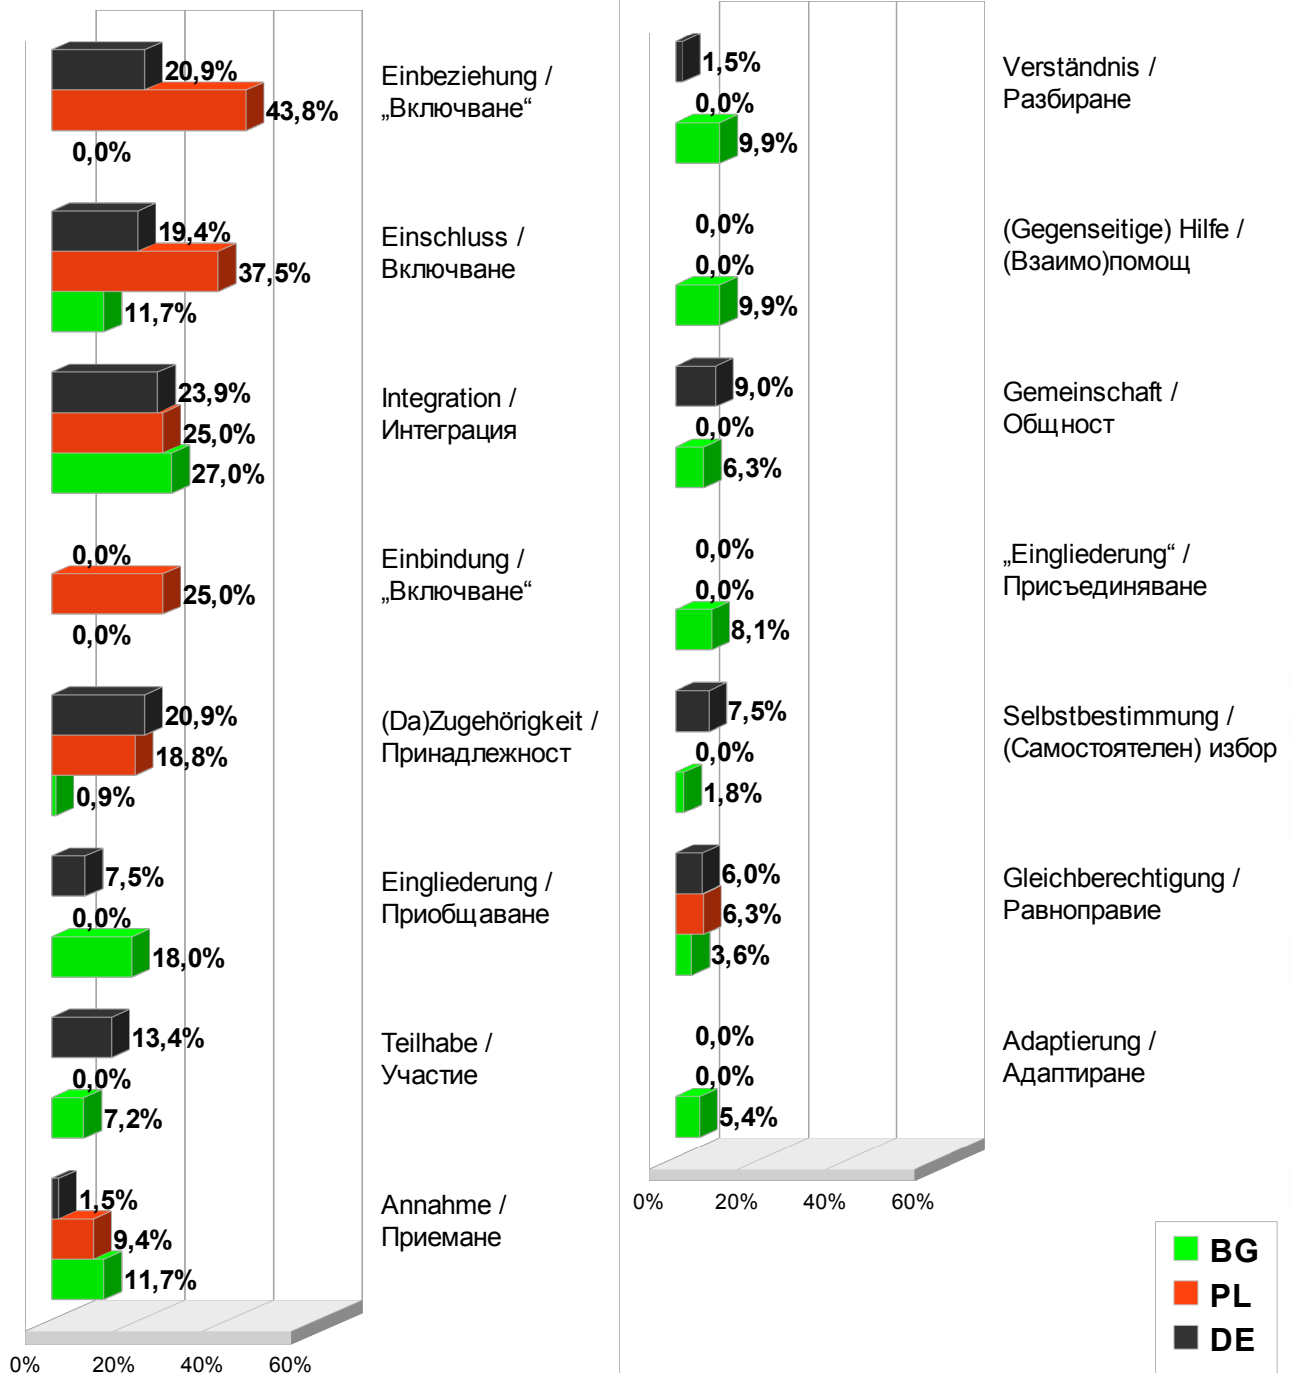 20,9%
43,8%
0,0%
Einbeziehung /
„Включване“
19,4%
37,5%
11,7%
Einschluss /
Включване
23,9%
25,0%
27,0%
Integration /
Интеграция
0,0%
25,0%
0,0%
Einbindung /
„Включване“
20,9%
18,8%
0,9%
(Da)Zugehörigkeit /
Принадлежност
7,5%
0,0%
18,0%
Eingliederung /
Приобщаване
13,4%
0,0%
7,2%
Teilhabe /
Участие
1,5%
9,4%
11,7%
Annahme /
Приемане
0% 20% 40% 60%
1,5%
0,0%
9,9%
Verständnis /
Разбиране
0,0%
0,0%
9,9%
(Gegenseitige) Hilfe /
(Взаимо)помощ
9,0%
0,0%
6,3%
Gemeinschaft /
Общност
0,0%
0,0%
8,1%
„Eingliederung“ /
Присъединяване
7,5%
0,0%
1,8%
Selbstbestimmung /
(Самостоятелен) избор
6,0%
6,3%
3,6%
Gleichberechtigung /
Равноправие
0,0%
0,0%
5,4%
Adaptierung /
Адаптиране
0% 20% 40% 60%
BG
PL
DE